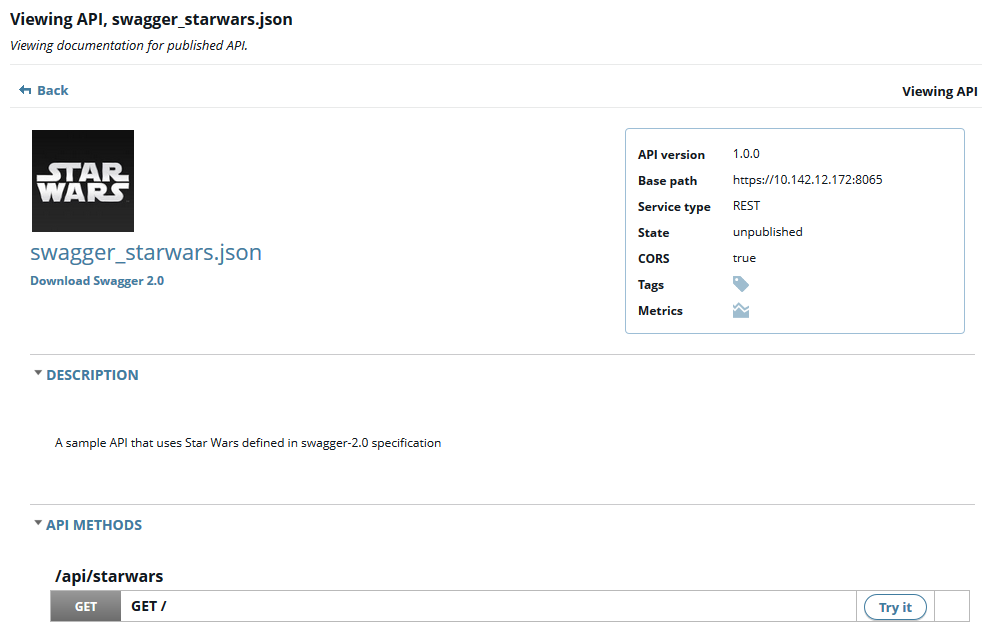 Viewing API, swagger_starwars.json
Viewing documentation for published API.
Back
Viewing API
STAR
WARS
swagger_starwars.json
Download Swagger 2.0
API version 1.0.0
Base path https://10.142.12.172:8065
Service type REST
State unpublished
CORS true
Tags
Metrics
DESCRIPTION
A sample API that uses Star Wars defined in swagger-2.0 specification
API METHODS
/api/starwars
GET GET / Try it